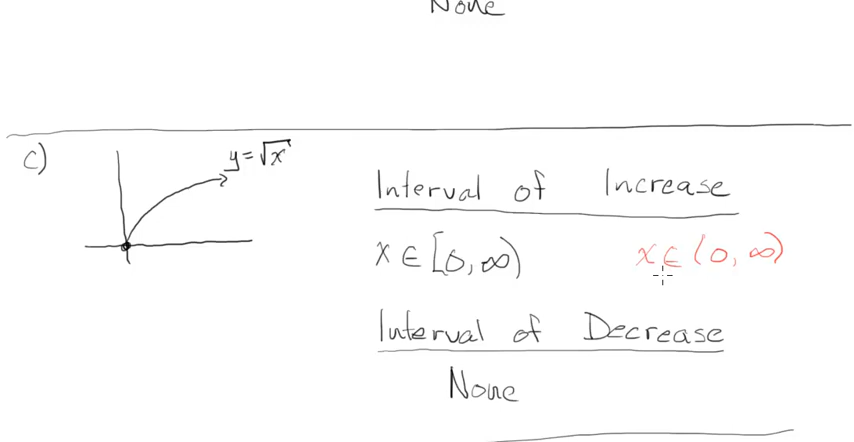 None
c)
y = √x
Interval of Increase
x ∈ [0, ∞)
x ∈ (0, ∞)
Interval of Decrease
None